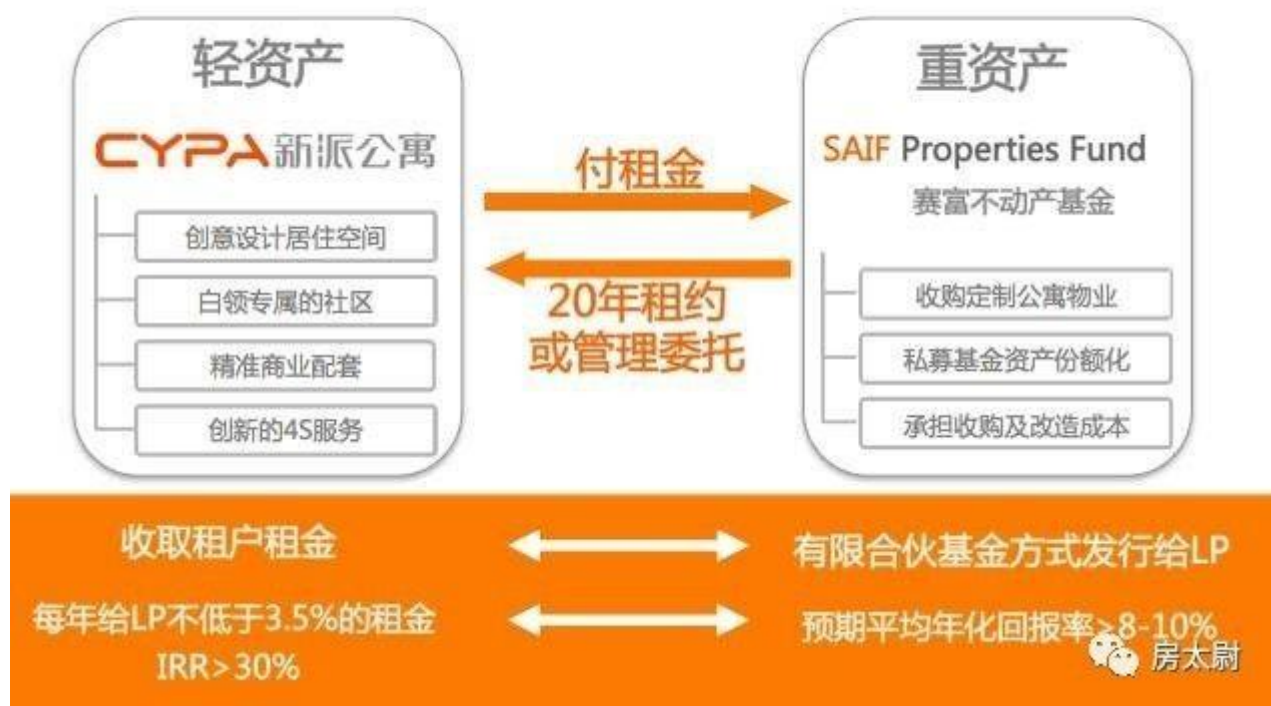 轻资产
CYPA新派公寓
创意设计居住空间
白领专属的社区
精准商业配套
创新的4S服务
付租金
20年租约
或管理委托
重资产
SAIF Properties Fund
赛富不动产基金
收购定制公寓物业
私募基金资产份额化
承担收购及改造成本
收取租户租金
有限合伙基金方式发行给LP
每年给LP不低于3.5%的租金
IRR>30%
预期平均年化回报率>8-10%
房太尉